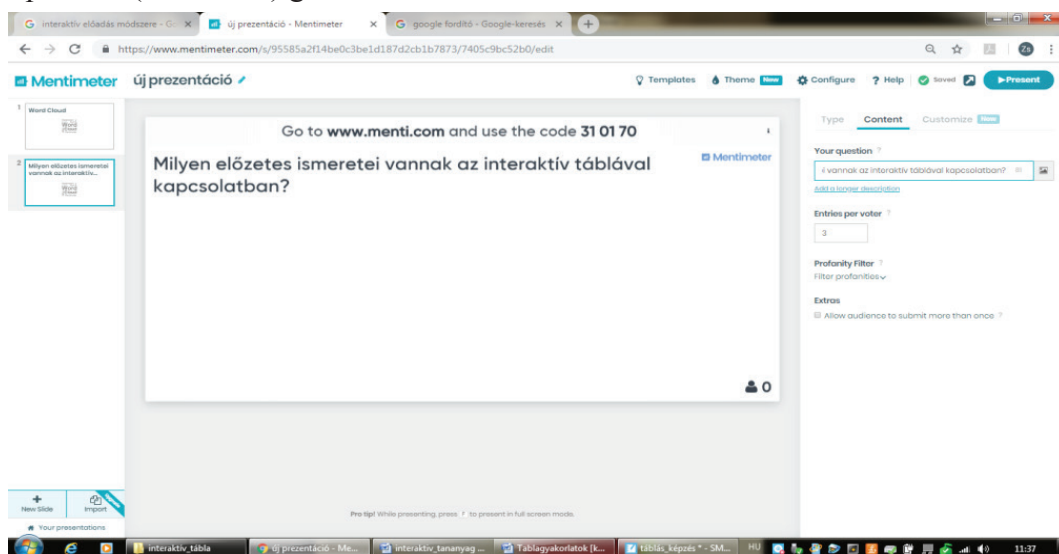 interaktív előadás módszere - G
új prezentáció - Mentimeter
google fordító - Google-keresés
https://www.mentimeter.com/s/95585a2f14be0c3be1d187d2cb1b7873/7405c9bc52b0/edit
Zs
Mentimeter
új prezentáció
Templates
Theme New
Configure
? Help
Saved
Present
1
Word Cloud
2
Milyen előzetes ismeretei
vannak az interaktív...
Go to www.menti.com and use the code 31 01 70
Mentimeter
Milyen előzetes ismeretei vannak az interaktív táblával
kapcsolatban?
0
Type Content Customize New
Your question ?
i vannak az interaktív táblával kapcsolatban?
Add a longer description
Entries per voter ?
3
Profanity Filter ?
Filter profanities
Extras
Allow audience to submit more than once ?
Pro tip! While presenting, press F to present in full screen mode.
New Slide
Import
Your presentations
interaktív_tábla
új prezentáció - Me...
interaktív_tananyag ...
Tablagyakorlatok [k...
táblás_képzés * - SM...
HU
11:37